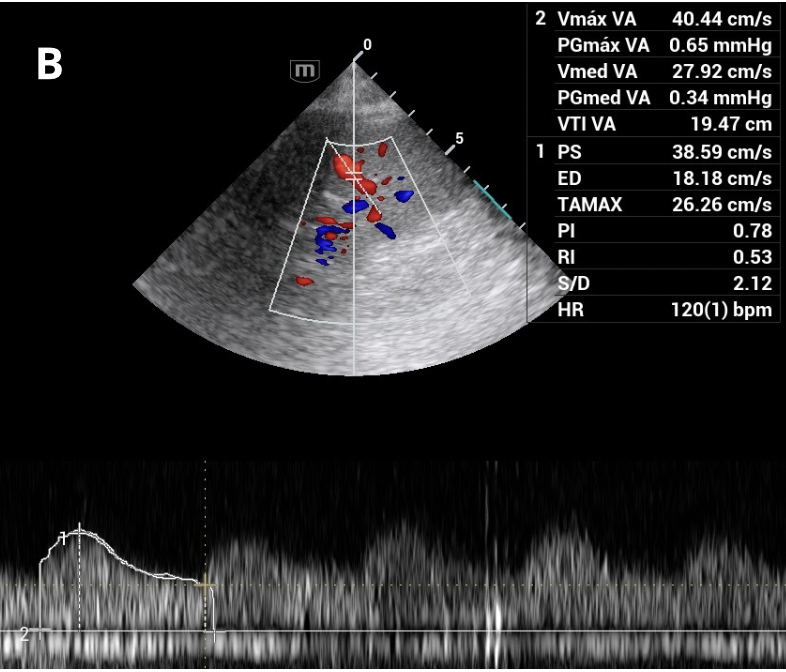 B
m
0
5
2 Vmáx VA 40.44 cm/s
PGmáx VA 0.65 mmHg
Vmed VA 27.92 cm/s
PGmed VA 0.34 mmHg
VTI VA 19.47 cm
1 PS 38.59 cm/s
ED 18.18 cm/s
TAMAX 26.26 cm/s
PI 0.78
RI 0.53
S/D 2.12
HR 120(1) bpm
1
2